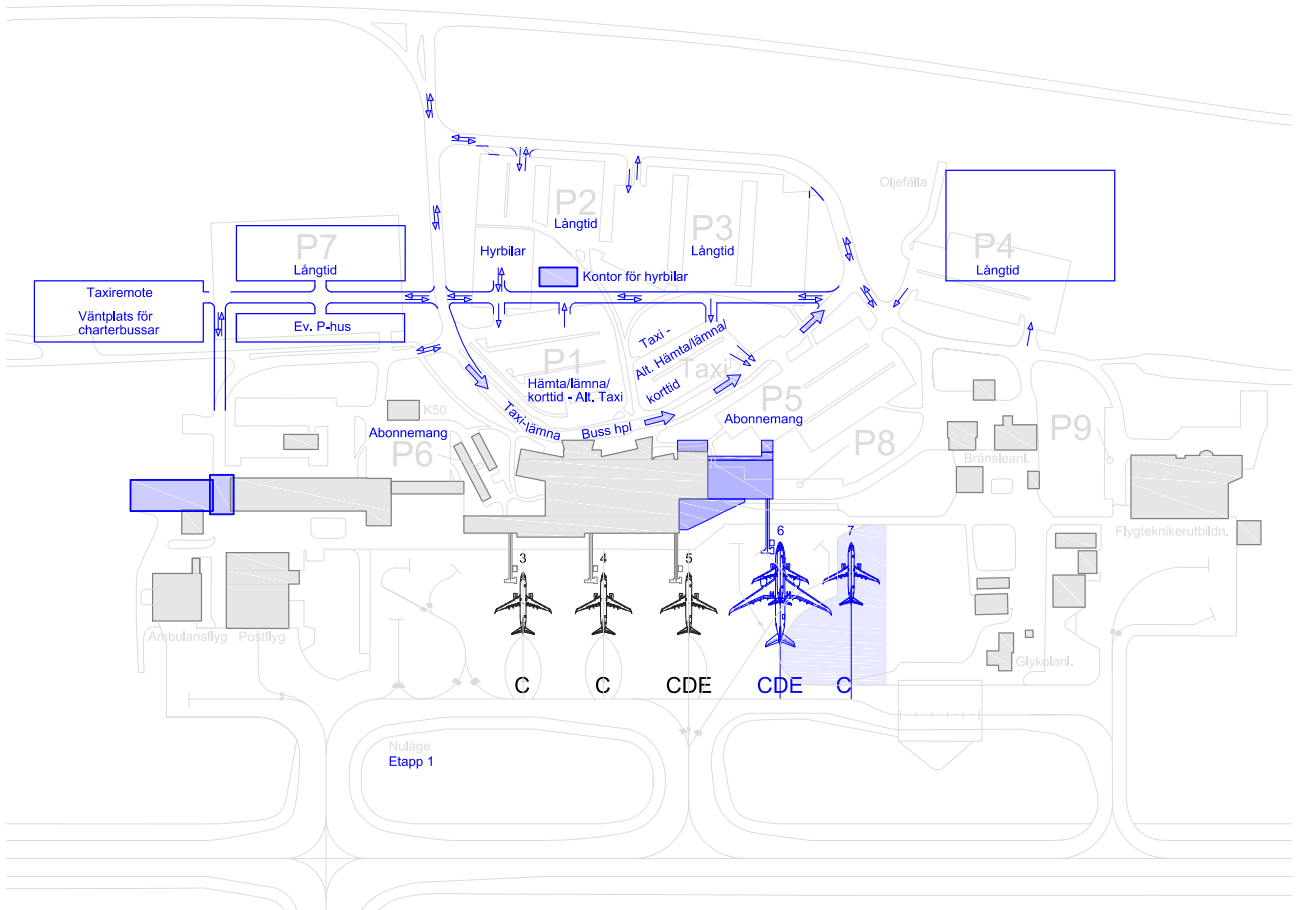 Oljefälla
P2
Långtid
P3
Långtid
P4
Långtid
P7
Långtid
Hyrbilar
Kontor för hyrbilar
Taxiremote
Väntplats för
charterbussar
Ev. P-hus
P1
Hämta/lämna/
korttid - Alt. Taxi
Taxi -
Alt. Hämta/lämna/
korttid
Taxi
K50
Abonnemang
P6
Taxi-lämna
Buss hpl
P5
Abonnemang
P8
P9
Bränsleanl.
Flygteknikerutbildn.
3
4
5
6
7
Ambulansflyg
Postflyg
Glykolanl.
C
C
CDE
CDE
C
Nuläge
Etapp 1